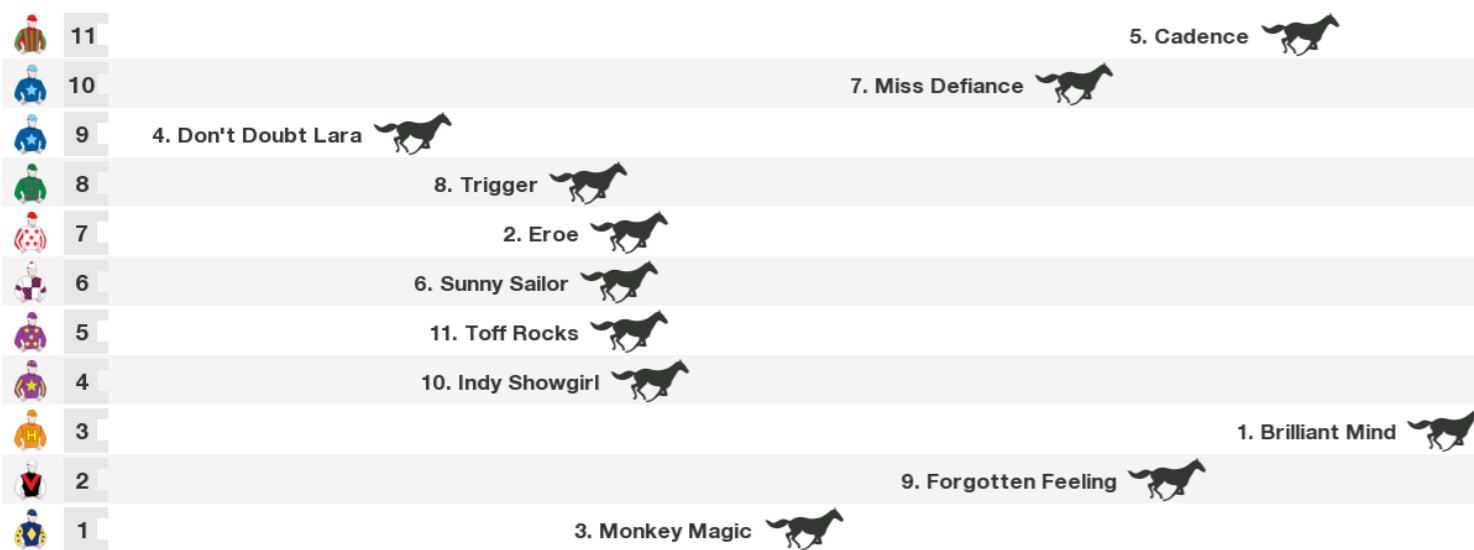 11 5. Cadence
10 7. Miss Defiance
9 4. Don't Doubt Lara
8 8. Trigger
7 2. Eroe
6 6. Sunny Sailor
5 11. Toff Rocks
4 10. Indy Showgirl
H 3 1. Brilliant Mind
2 9. Forgotten Feeling
1 3. Monkey Magic